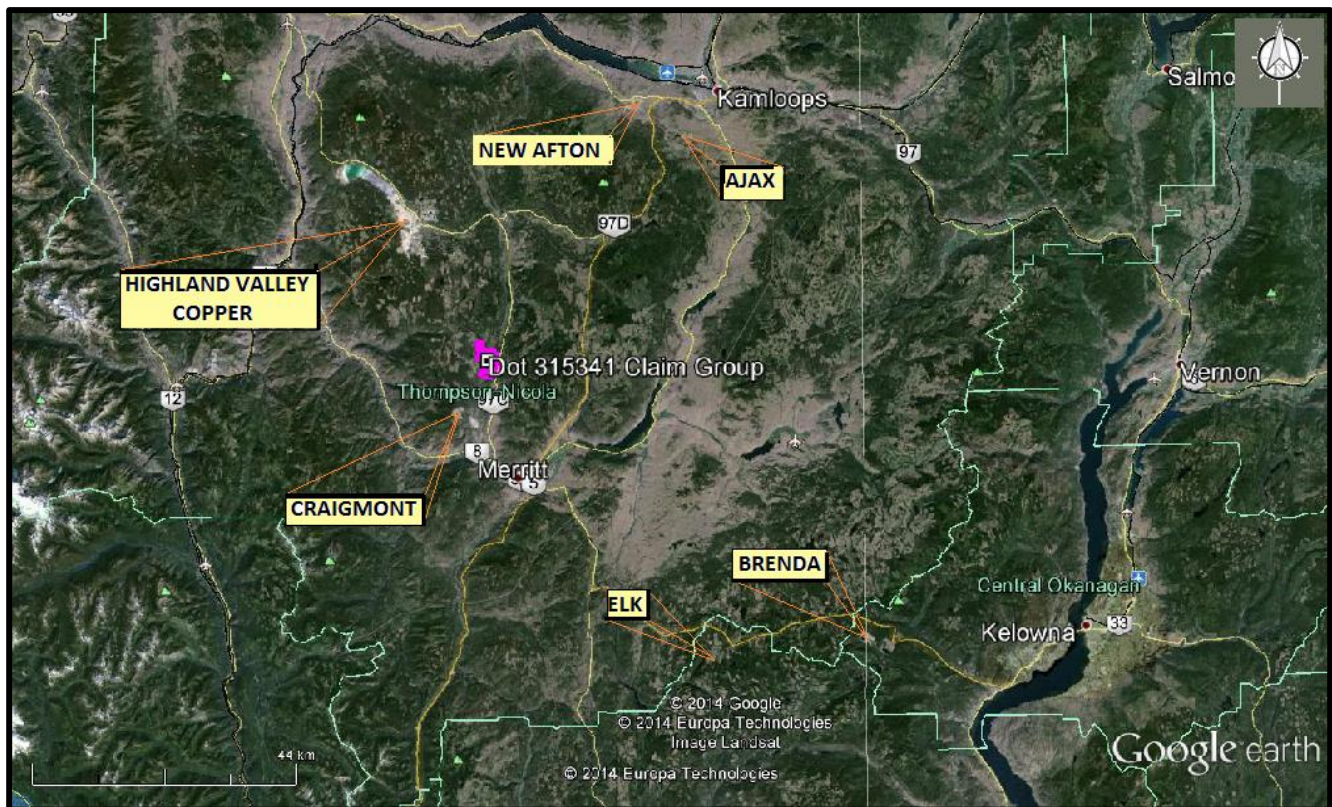 Salmo
Kamloops
NEW AFTON
97
AJAX
97D
HIGHLAND VALLEY
COPPER
Dot 315341 Claim Group
Thompson-Nicola
Vernon
12
8
Merritt
5
CRAIGMONT
BRENDA
Central Okanagan
ELK
Kelowna
33
© 2014 Google
© 2014 Europa Technologies
Image Landsat
44 km
Google earth
© 2014 Europa Technologies